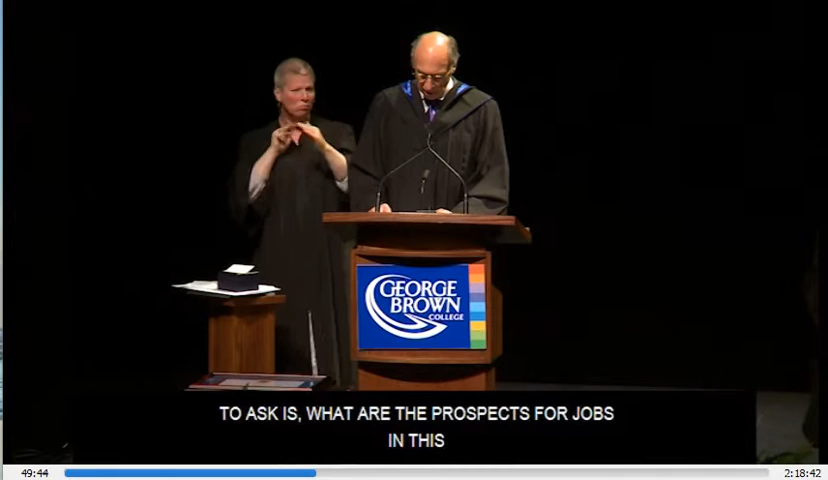 GEORGE
BROWN
COLLEGE
TO ASK IS, WHAT ARE THE PROSPECTS FOR JOBS
IN THIS
49:44
2:18:42